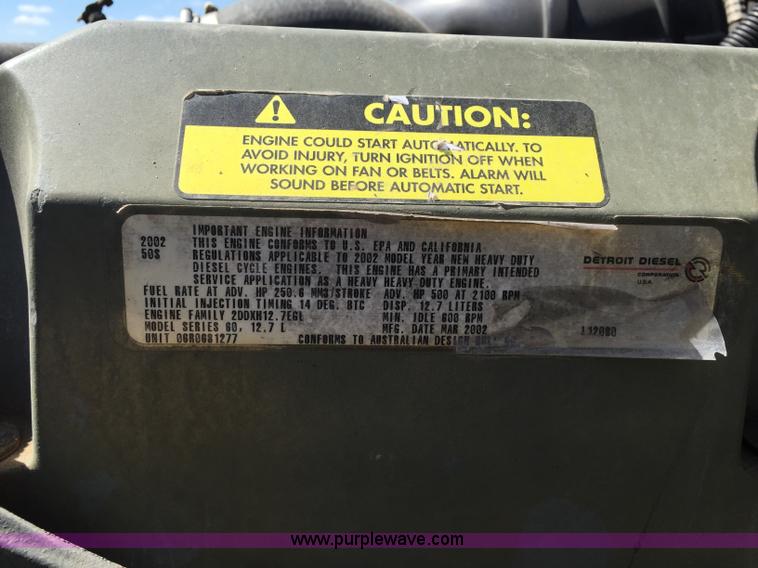 CAUTION:
ENGINE COULD START AUTOMATICALLY. TO
AVOID INJURY, TURN IGNITION OFF WHEN
WORKING ON FAN OR BELTS. ALARM WILL
SOUND BEFORE AUTOMATIC START.
IMPORTANT ENGINE INFORMATION
2002 THIS ENGINE CONFORMS TO U.S. EPA AND CALIFORNIA
50S REGULATIONS APPLICABLE TO 2002 MODEL YEAR NEW HEAVY DUTY
DIESEL CYCLE ENGINES. THIS ENGINE HAS A PRIMARY INTENDED
SERVICE APPLICATION AS A HEAVY HEAVY DUTY ENGINE.
FUEL RATE AT ADV. HP 250.6 MM3/STROKE ADV. HP 500 AT 2100 RPM
INITIAL INJECTION TIMING 14 DEG. BTC DISP. 12.7 LITERS
ENGINE FAMILY 2DDXH12.7EGL MIN. IDLE 600 RPM
MODEL SERIES 60, 12.7 L MFG. DATE MAR 2002
UNIT 06R0681277 CONFORMS TO AUSTRALIAN DESIGN
DETROIT DIESEL
CORPORATION
U.S.A.
www.purplewave.com